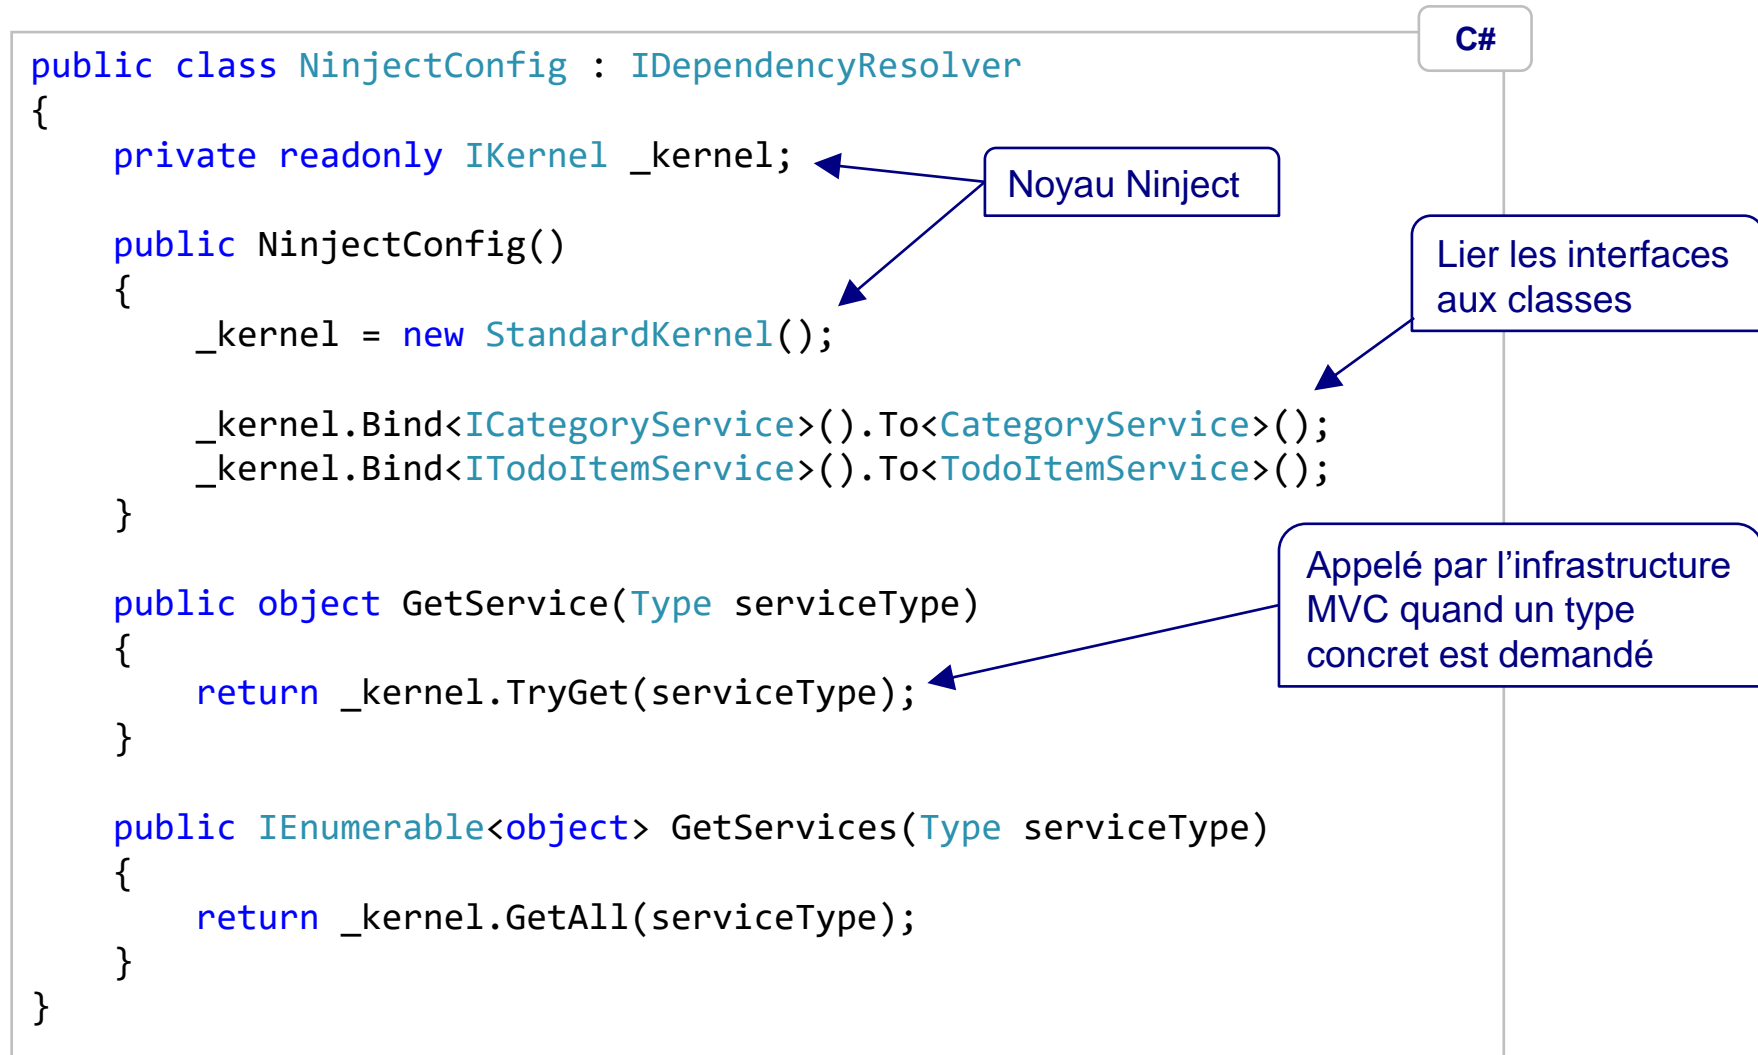 C#
public class NinjectConfig : IDependencyResolver
{
    private readonly IKernel _kernel;
Noyau Ninject
    public NinjectConfig()
    {
        _kernel = new StandardKernel();
Lier les interfaces
aux classes
        _kernel.Bind<ICategoryService>().To<CategoryService>();
        _kernel.Bind<ITodoItemService>().To<TodoItemService>();
    }
    public object GetService(Type serviceType)
    {
        return _kernel.TryGet(serviceType);
    }
Appelé par l’infrastructure
MVC quand un type
concret est demandé
    public IEnumerable<object> GetServices(Type serviceType)
    {
        return _kernel.GetAll(serviceType);
    }
}